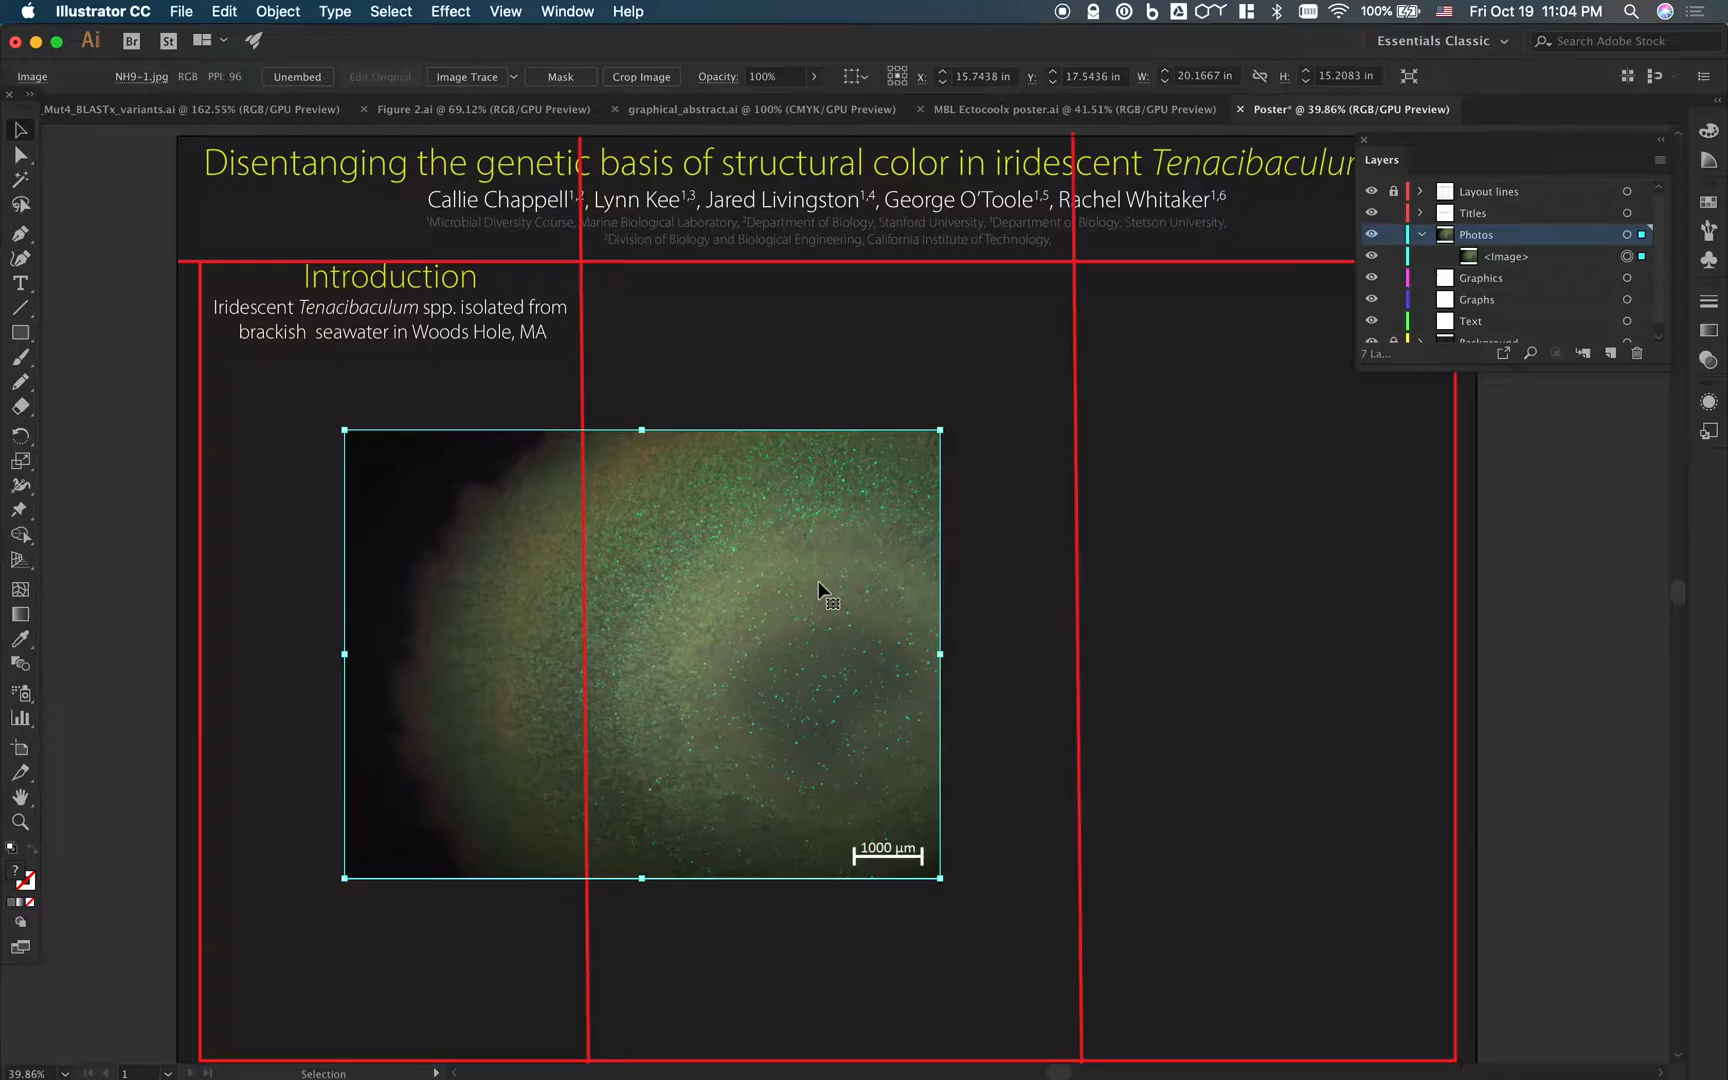 Illustrator CC File Edit Object Type Select Effect View Window Help 100% Fri Oct 19 11:04 PM
Ai Br St Essentials Classic Search Adobe Stock
Image NH9-1.jpg RGB PPI: 96 Unembed Edit Original Image Trace Mask Crop Image Opacity: 100% X: 15.7438 in Y: 17.5436 in W: 20.1667 in H: 15.2083 in
_Mut4_BLASTx_variants.ai @ 162.55% (RGB/GPU Preview) Figure 2.ai @ 69.12% (RGB/GPU Preview) graphical_abstract.ai @ 100% (CMYK/GPU Preview) MBL Ectocoolx poster.ai @ 41.51% (RGB/GPU Preview) Poster* @ 39.86% (RGB/GPU Preview)
Disentanging the genetic basis of structural color in iridescent Tenacibaculum
Callie Chappell1,2, Lynn Kee1,3, Jared Livingston1,4, George O'Toole1,5, Rachel Whitaker1,6
1Microbial Diversity Course, Marine Biological Laboratory, 2Department of Biology, Stanford University, 3Department of Biology, Stetson University,
2Division of Biology and Biological Engineering, California Institute of Technology,
Introduction
Iridescent Tenacibaculum spp. isolated from
brackish seawater in Woods Hole, MA
1000 µm
Layers
Layout lines
Titles
Photos
<Image>
Graphics
Graphs
Text
Background
7 La...
39.86% 1 Selection